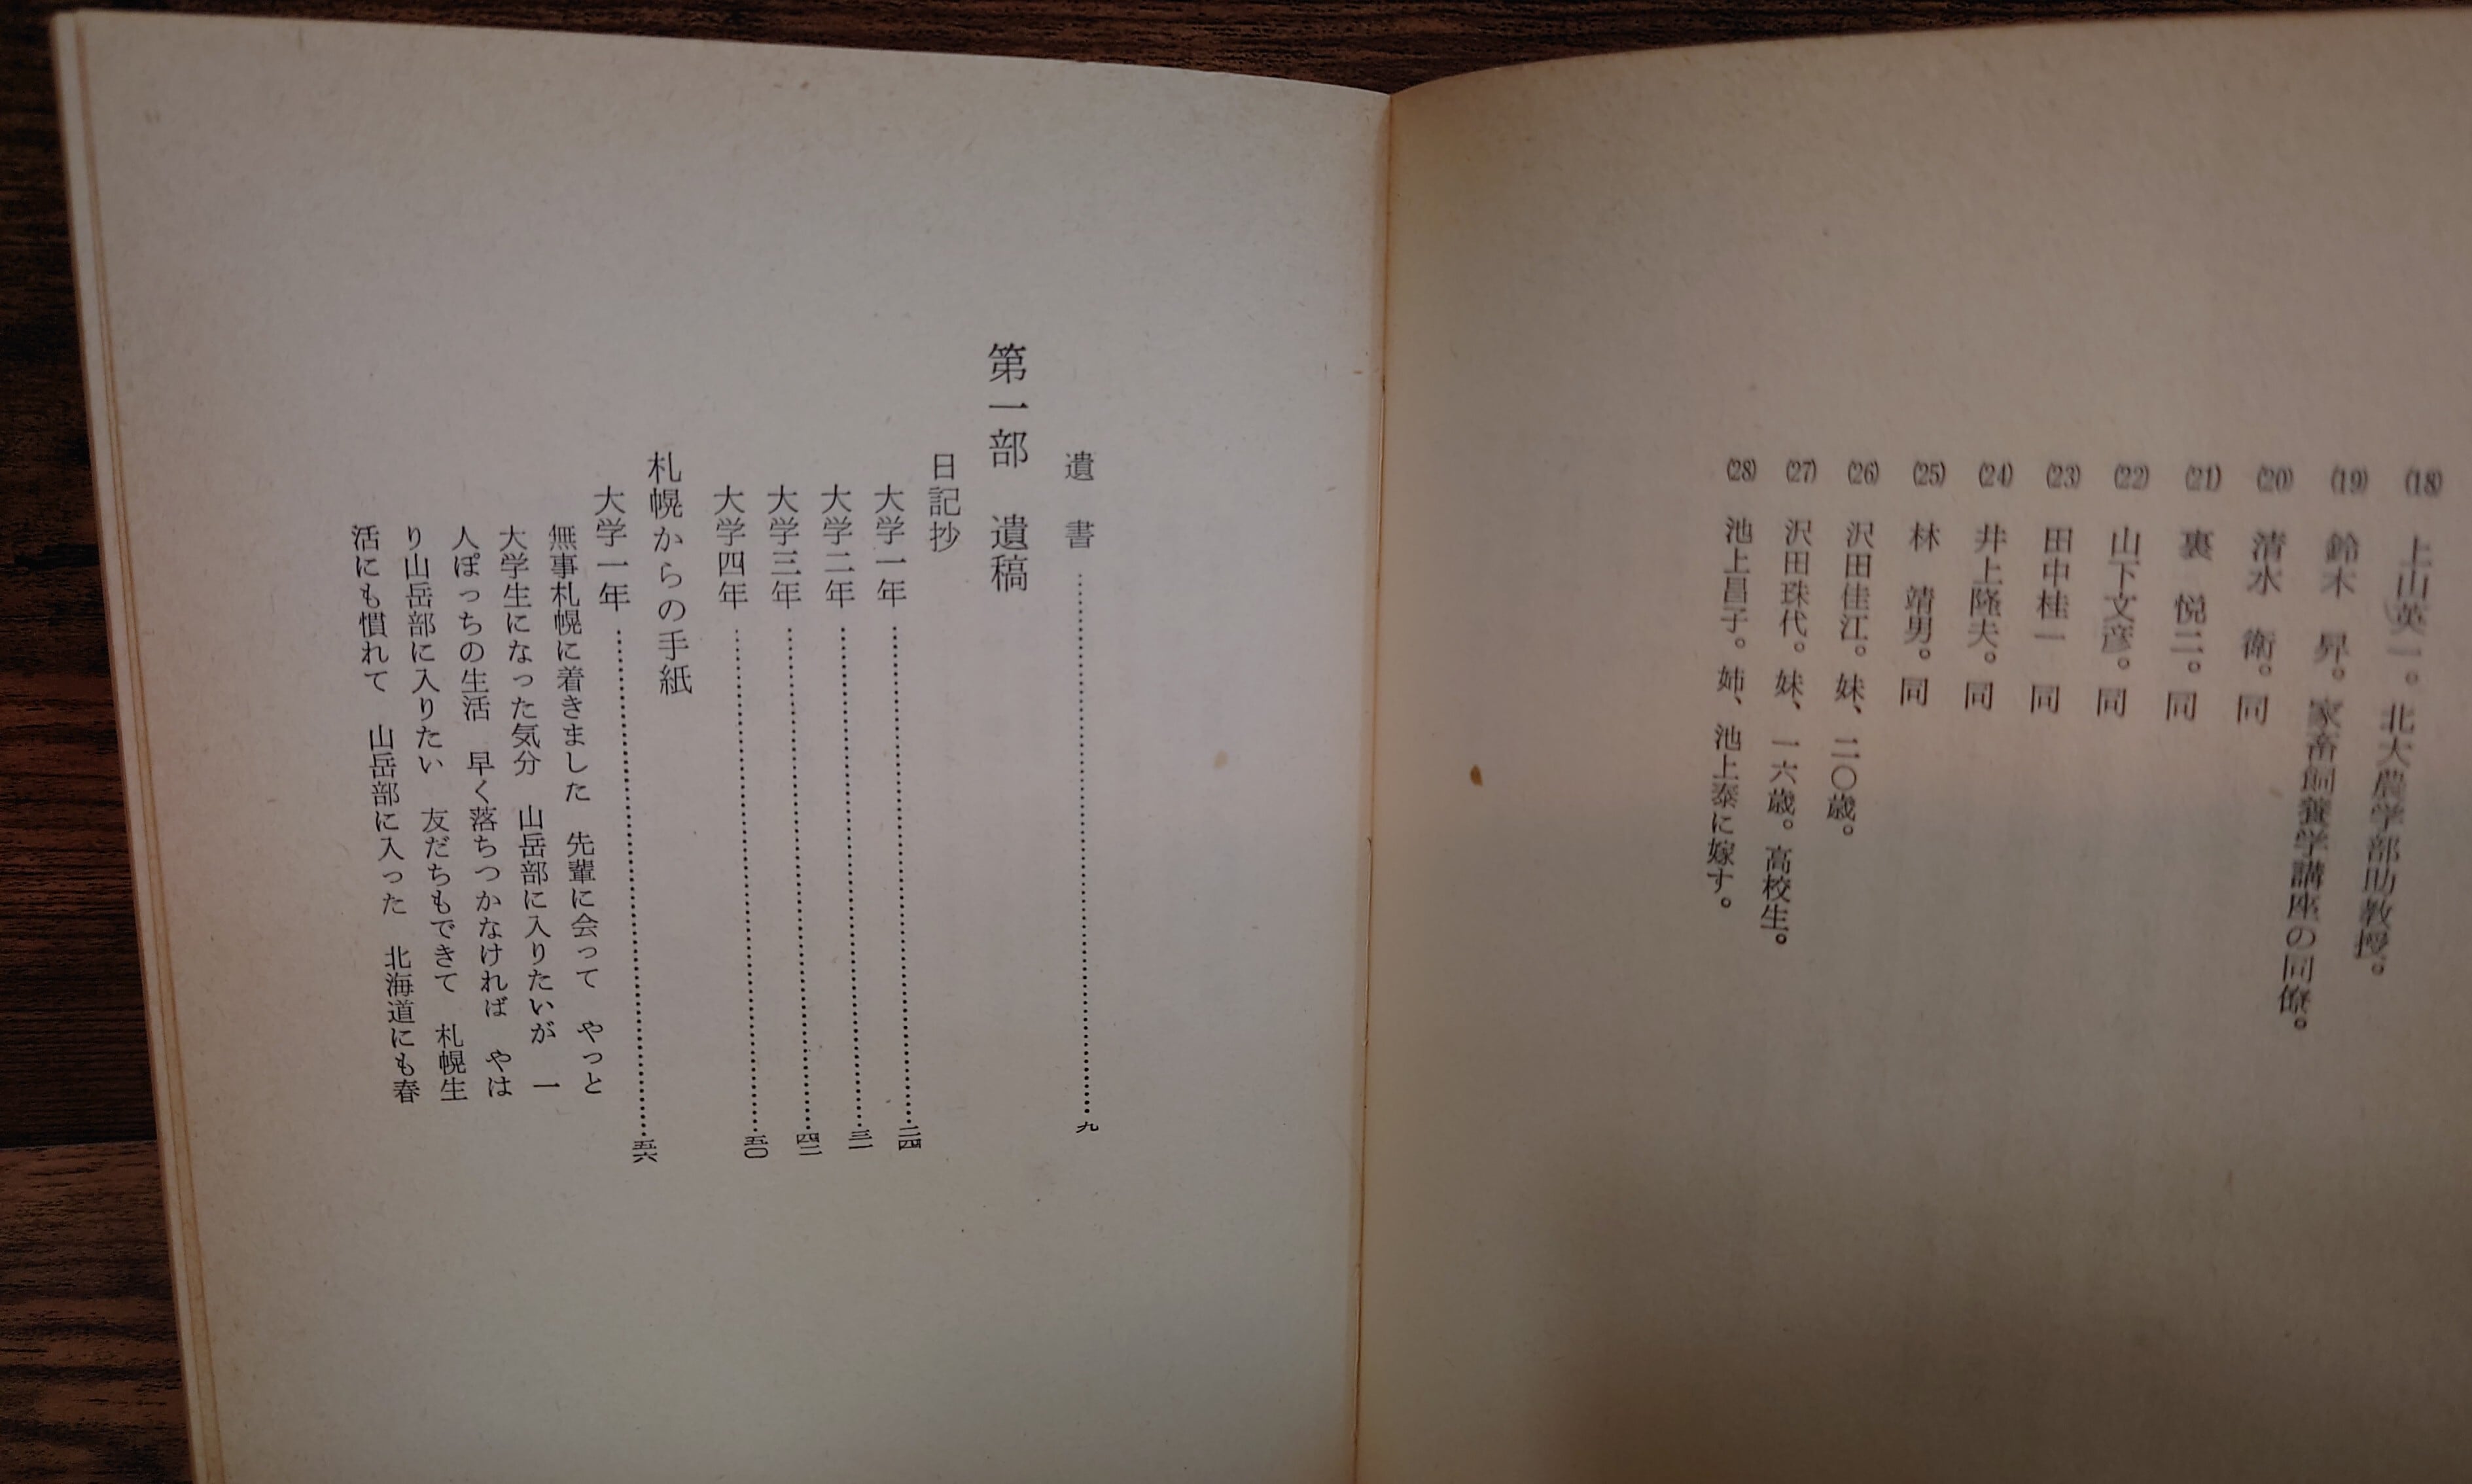 (18) 上山英一。北大農学部助教授。
(19) 鈴木 昇。家畜飼養学講座の同僚。
(20) 清水 衛。同
(21) 裏 悦二。同
(22) 山下文彦。同
(23) 田中桂一 同
(24) 井上隆夫。同
(25) 林 靖男。同
(26) 沢田佳江。妹、二〇歳。
(27) 沢田珠代。妹、一六歳。高校生。
(28) 池上昌子。姉、池上泰に嫁す。
遺 書……………九
第一部 遺稿
日記抄
大学一年……………二四
大学二年……………三一
大学三年……………四二
大学四年……………五〇
札幌からの手紙
大学一年……………五六
無事札幌に着きました 先輩に会って やっと
大学生になった気分 山岳部に入りたいが 一
人ぽっちの生活 早く落ちつかなければ やは
り山岳部に入りたい 友だちもできて 札幌生
活にも慣れて 山岳部に入った 北海道にも春